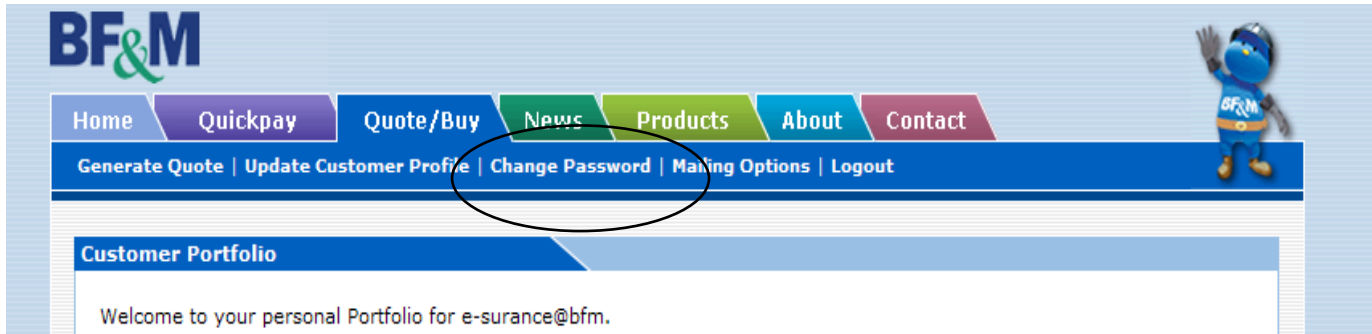 BF&M
BF&M
Home Quickpay Quote/Buy News Products About Contact
Generate Quote | Update Customer Profile | Change Password | Mailing Options | Logout
Customer Portfolio
Welcome to your personal Portfolio for e-surance@bfm.